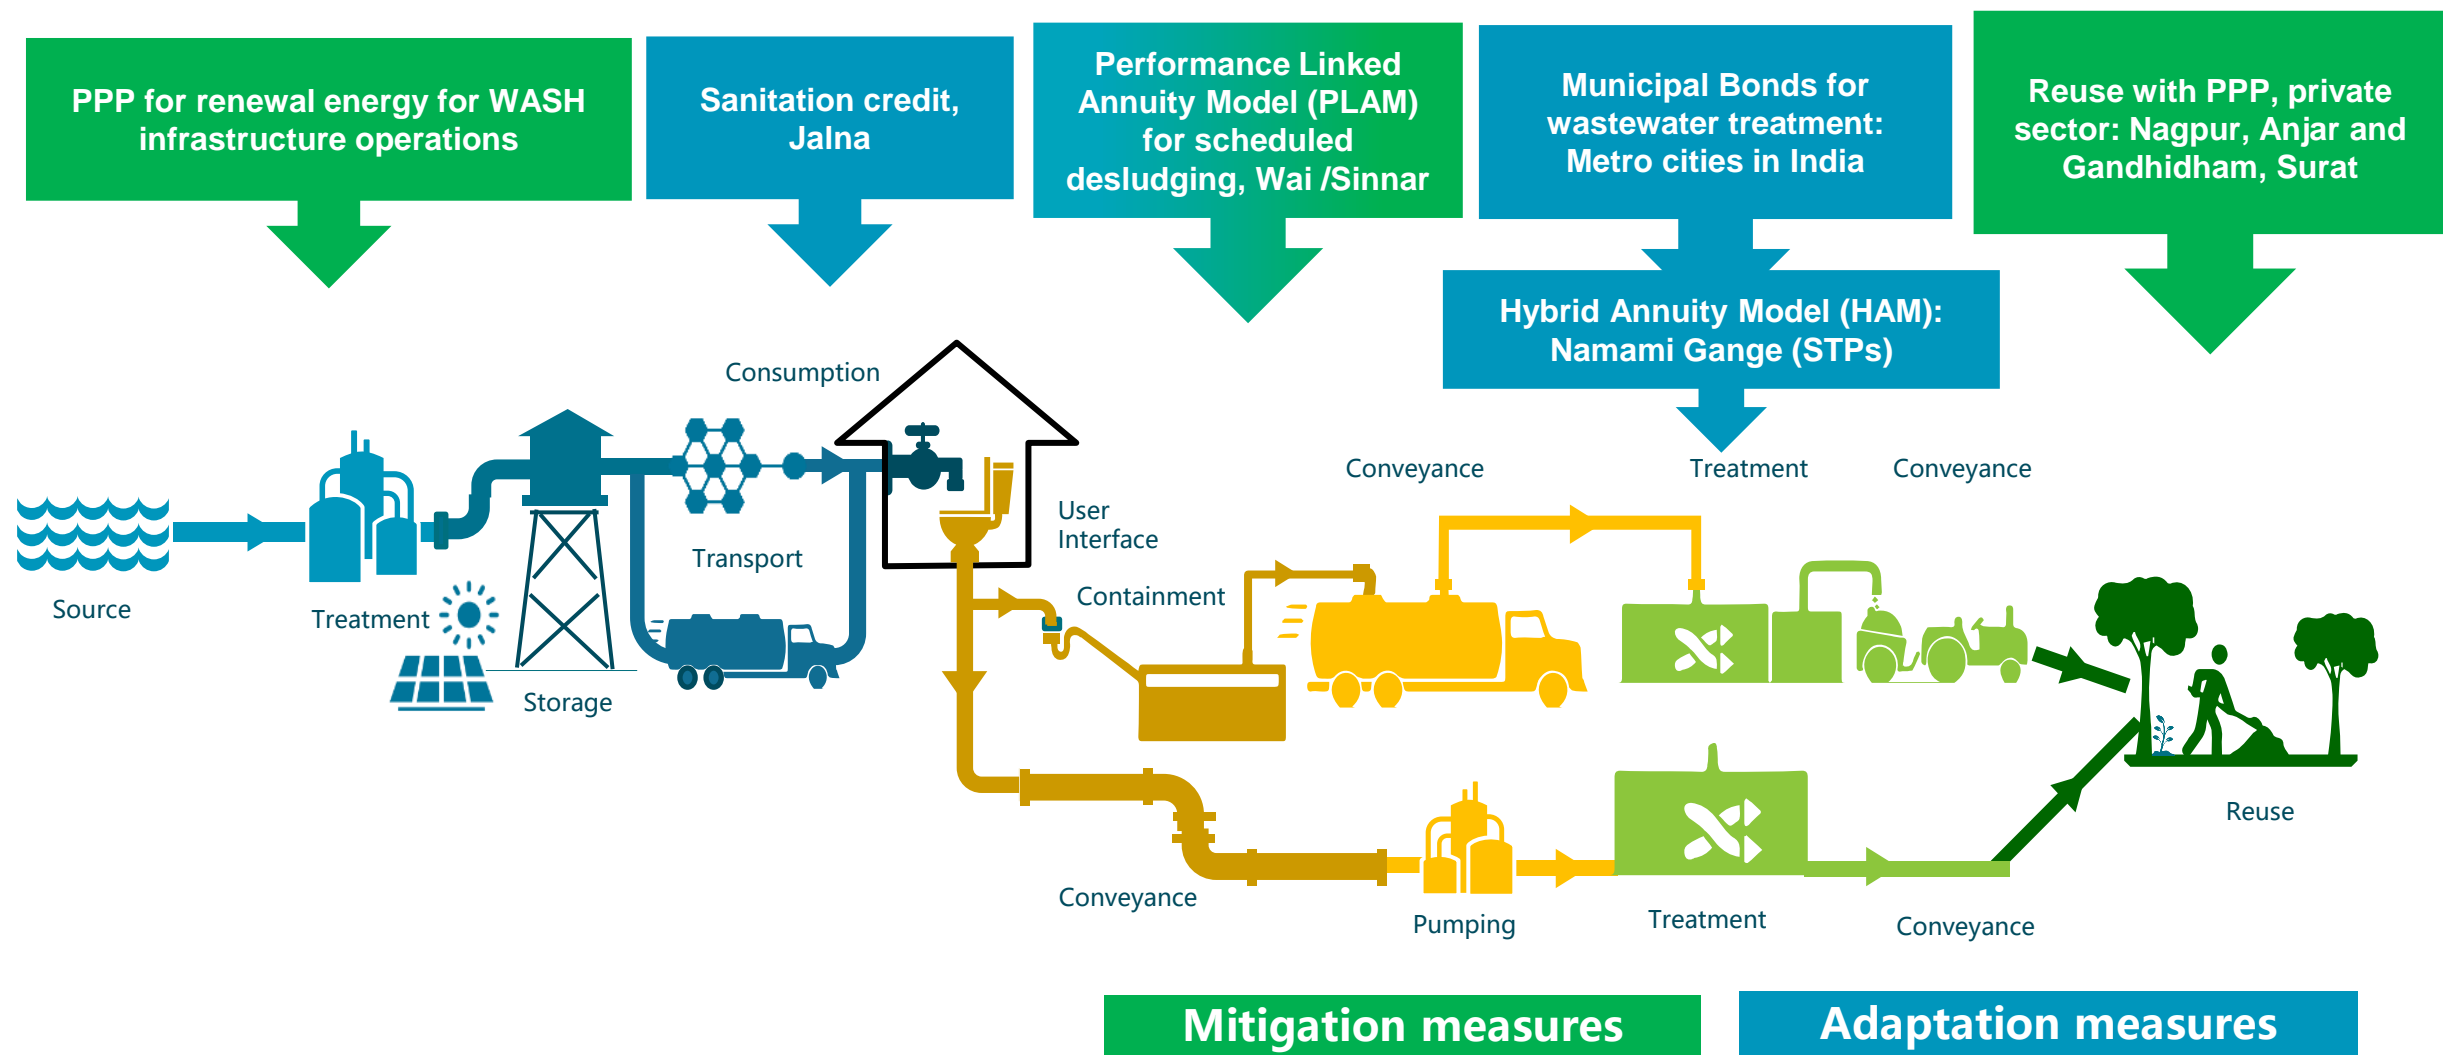 PPP for renewal energy for WASH
infrastructure operations
Sanitation credit,
Jalna
Performance Linked
Annuity Model (PLAM)
for scheduled
desludging, Wai /Sinnar
Municipal Bonds for
wastewater treatment:
Metro cities in India
Reuse with PPP, private
sector: Nagpur, Anjar and
Gandhidham, Surat
Hybrid Annuity Model (HAM):
Namami Gange (STPs)
Consumption
Conveyance
Treatment
Conveyance
User
Interface
Transport
Containment
Source
Treatment
Storage
Reuse
Conveyance
Pumping
Treatment
Conveyance
Mitigation measures
Adaptation measures